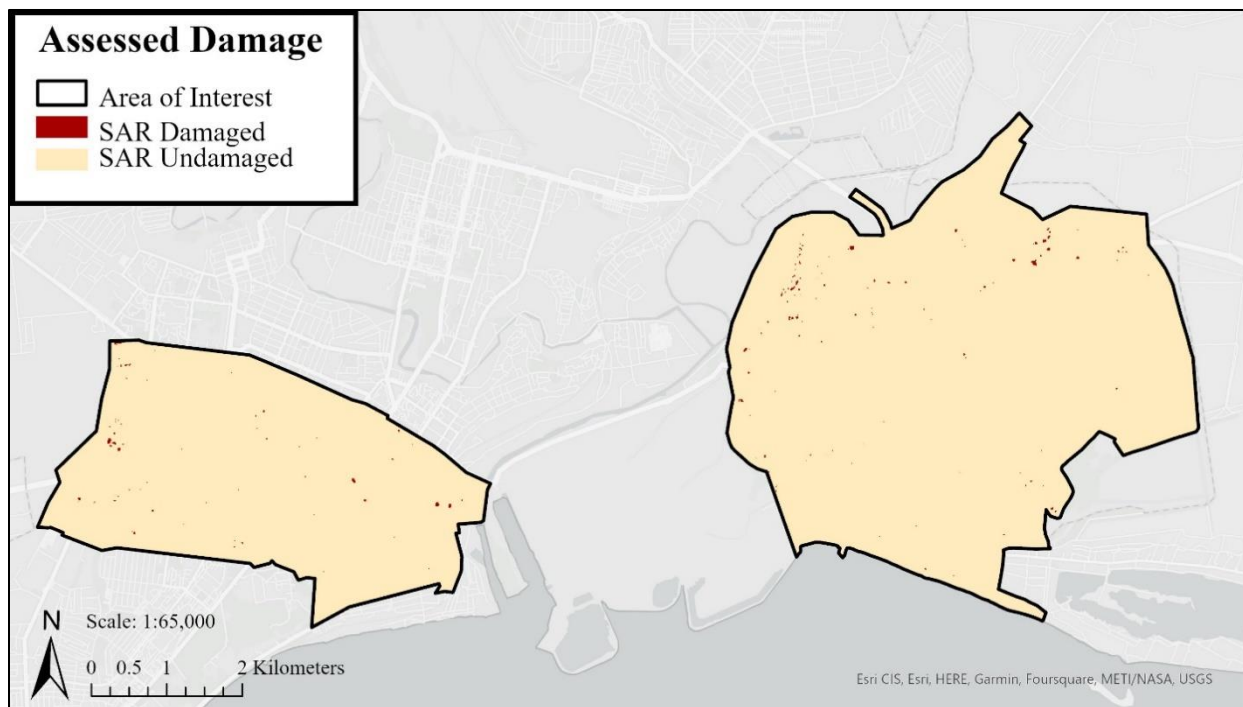 Assessed Damage
Area of Interest
SAR Damaged
SAR Undamaged
N
Scale: 1:65,000
0 0.5 1 2 Kilometers
Esri CIS, Esri, HERE, Garmin, Foursquare, METI/NASA, USGS